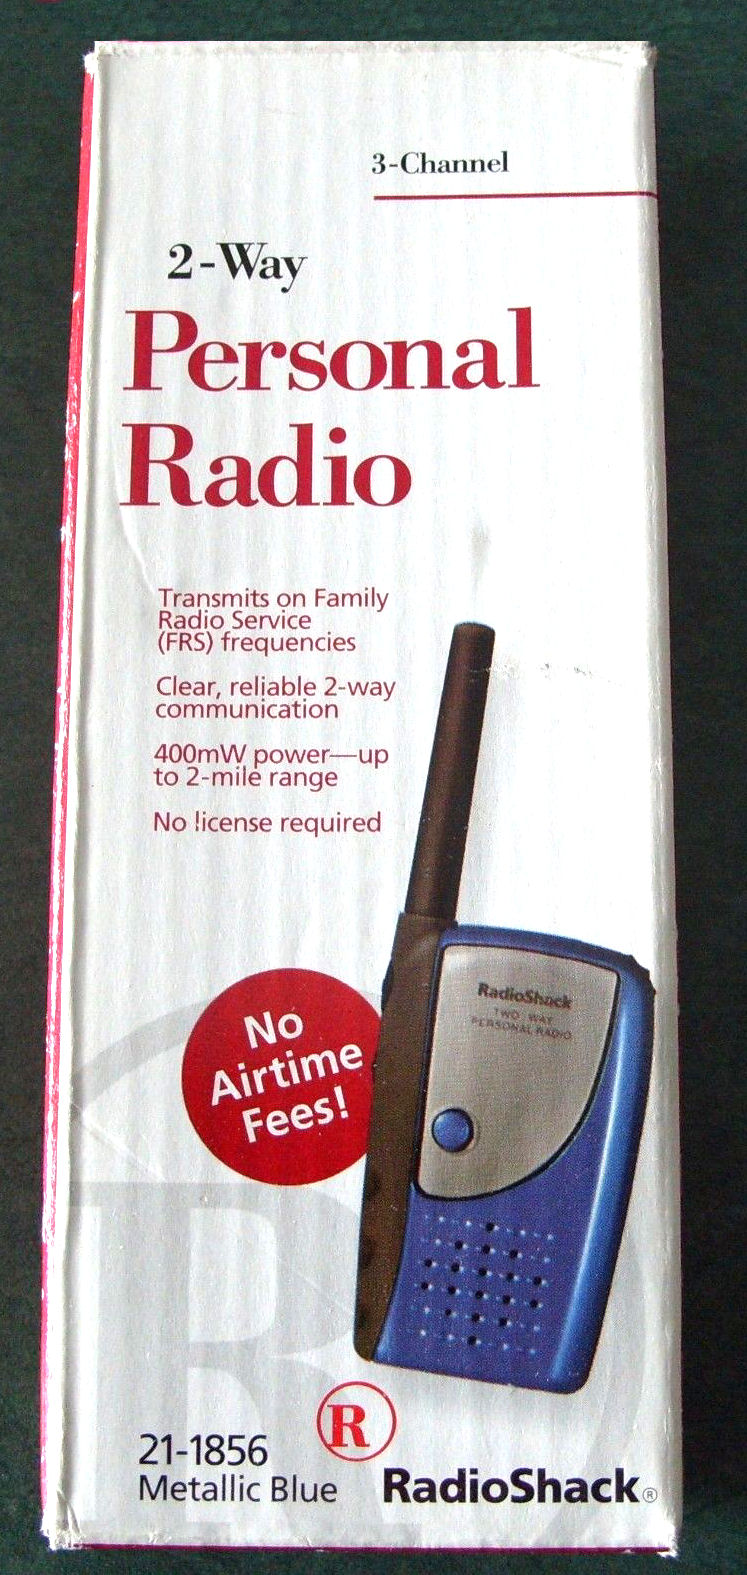 3-Channel
2-Way
Personal
Radio
Transmits on Family
Radio Service
(FRS) frequencies
Clear, reliable 2-way
communication
400mW power—up
to 2-mile range
No license required
No
Airtime
Fees!
RadioShack
TWO-WAY
PERSONAL RADIO
R
R
21-1856
Metallic Blue
RadioShack®